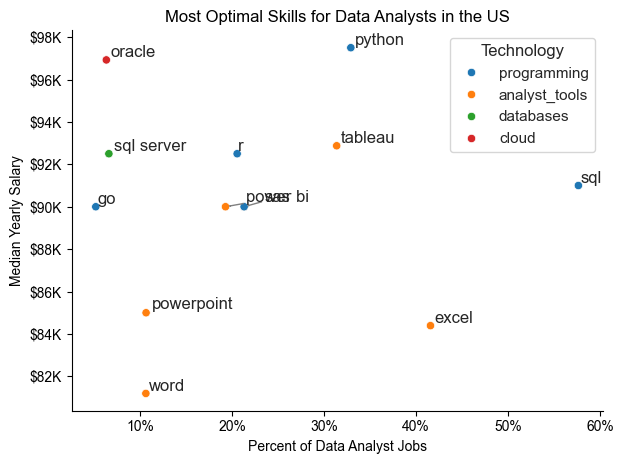 Most Optimal Skills for Data Analysts in the US
$98K
$96K
$94K
$92K
$90K
$88K
$86K
$84K
$82K
Median Yearly Salary
oracle
python
sql server
r
tableau
go
power bi
sas
sql
powerpoint
excel
word
Technology
programming
analyst_tools
databases
cloud
10%
20%
30%
40%
50%
60%
Percent of Data Analyst Jobs